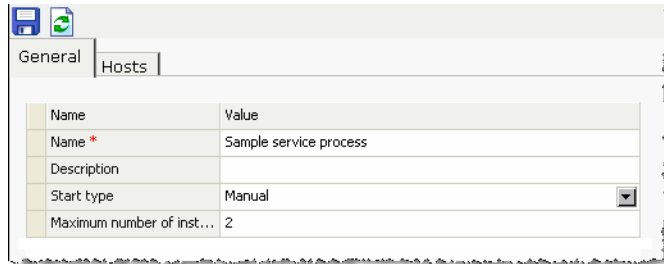 General Hosts
Name Value
Name * Sample service process
Description
Start type Manual
Maximum number of inst... 2